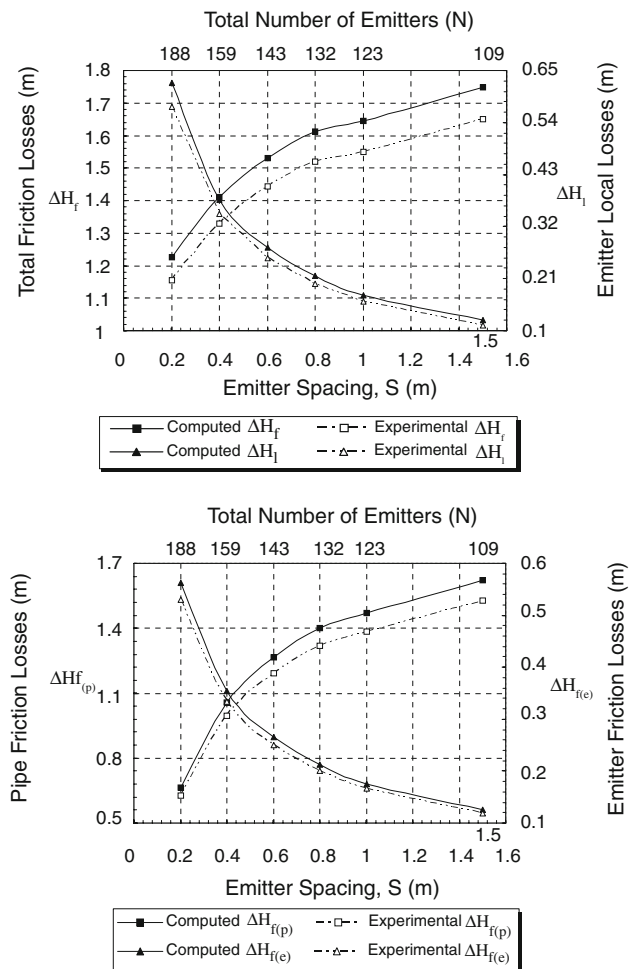 Total Number of Emitters (N)
188 159 143 132 123 109
1.8 0.65
1.7 0.54
1.6
1.5 0.43
Total Friction Losses (m)
ΔHf
1.4
ΔHl
Emitter Local Losses (m)
0.32
1.3
1.2 0.21
1.1
1 0.1
1.5
0 0.2 0.4 0.6 0.8 1 1.2 1.4 1.6
Emitter Spacing, S (m)
Computed ΔHf Experimental ΔHf
Computed ΔHl Experimental ΔHl
Total Number of Emitters (N)
188 159 143 132 123 109
1.7 0.6
0.5
1.4
0.4
Pipe Friction Losses (m)
ΔHf(p)
1.1
ΔHf(e)
Emitter Friction Losses (m)
0.3
0.8 0.2
0.5 0.1
1.5
0 0.2 0.4 0.6 0.8 1 1.2 1.4 1.6
Emitter Spacing, S (m)
Computed ΔHf(p) Experimental ΔHf(p)
Computed ΔHf(e) Experimental ΔHf(e)